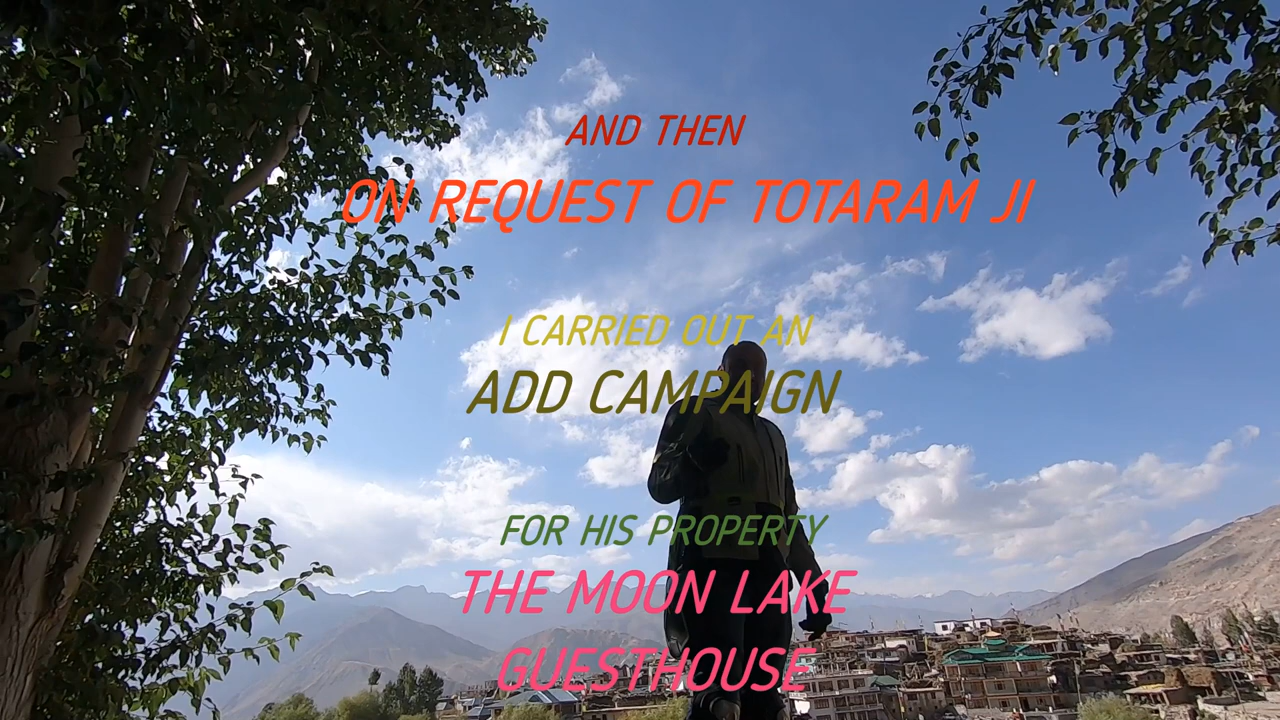 AND THEN
ON REQUEST OF TOTARAM JI
I CARRIED OUT AN
ADD CAMPAIGN
FOR HIS PROPERTY
THE MOON LAKE
GUESTHOUSE